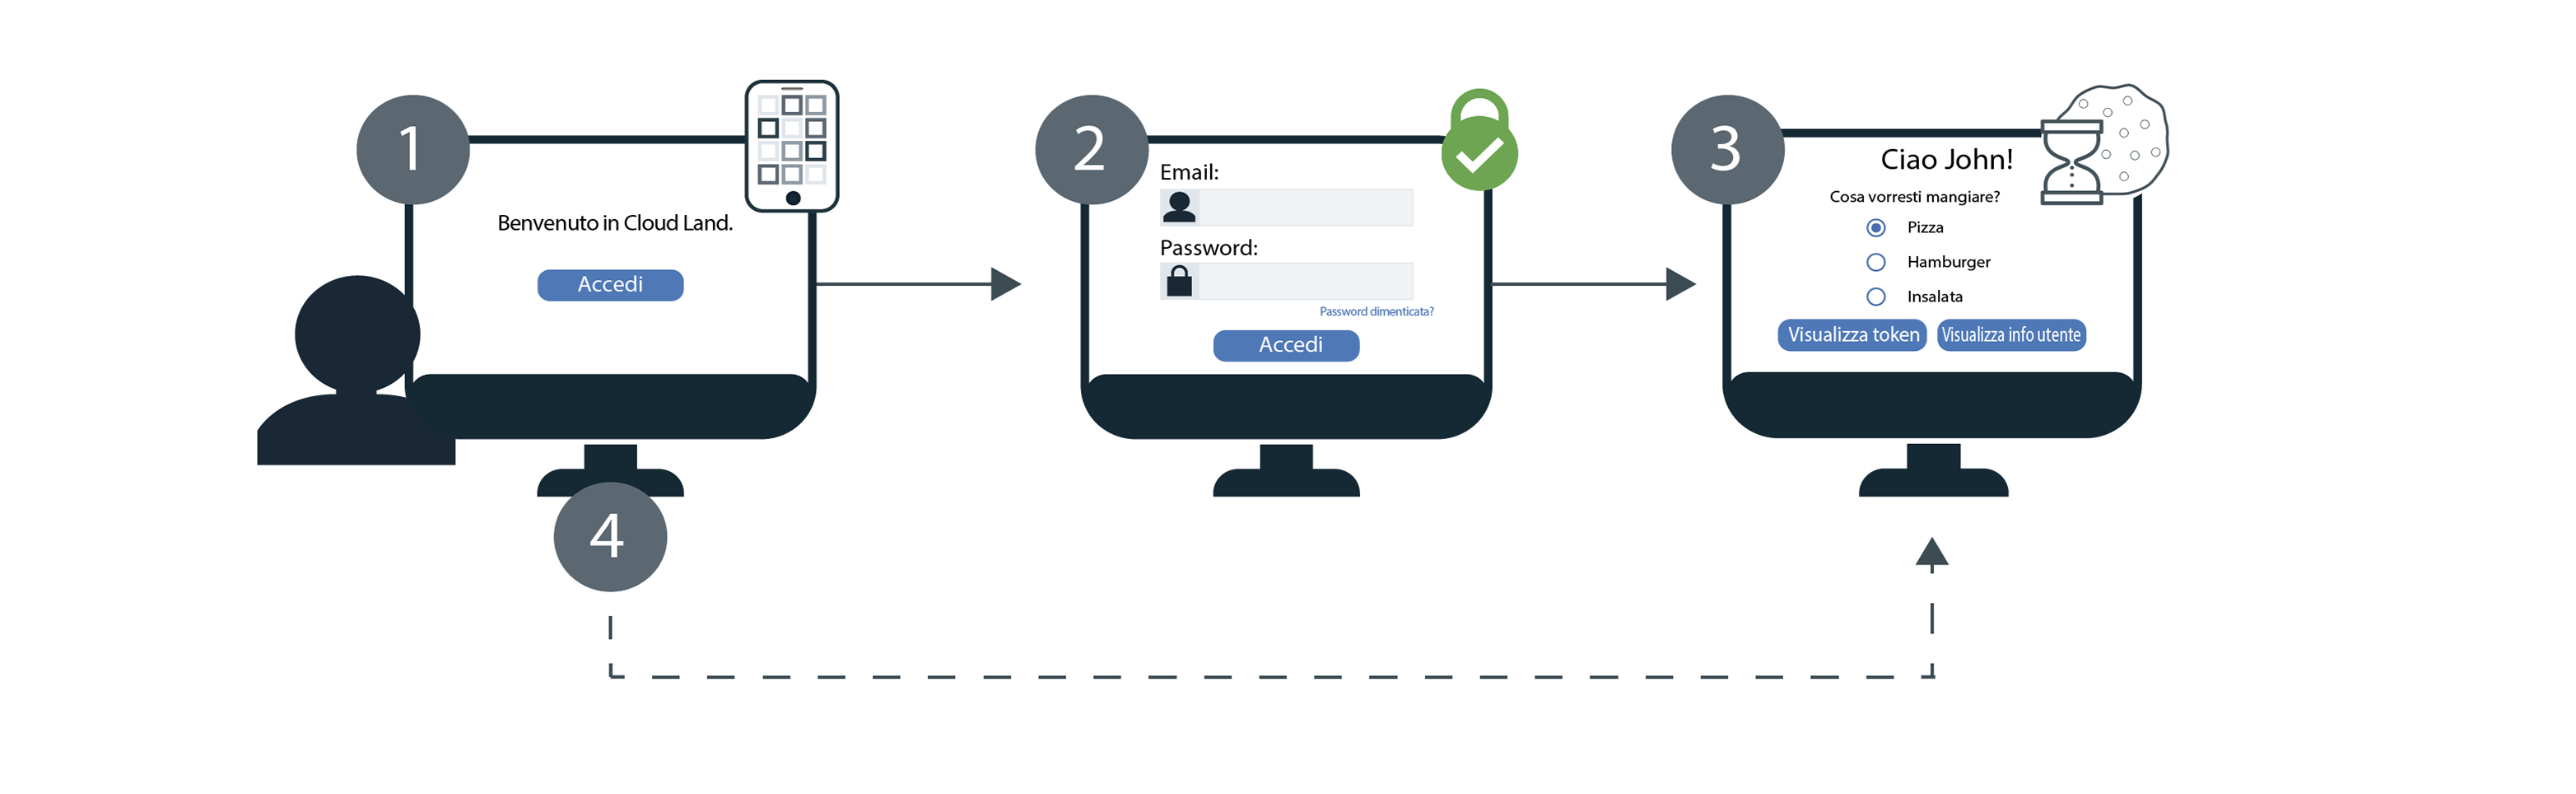 1
Benvenuto in Cloud Land.
Accedi
2
Email:
Password:
Password dimenticata?
Accedi
3
Ciao John!
Cosa vorresti mangiare?
Pizza
Hamburger
Insalata
Visualizza token
Visualizza info utente
4